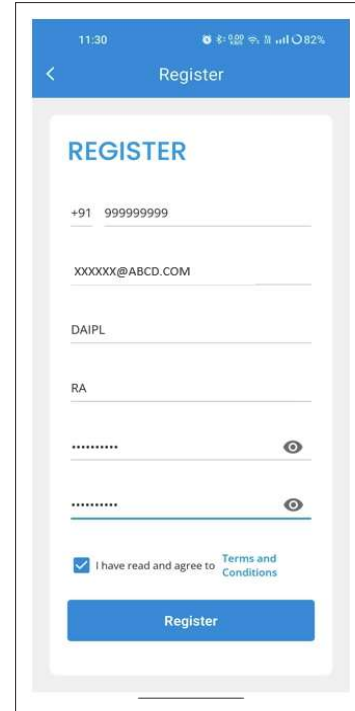 11:30 82%
Register
REGISTER
+91 999999999
XXXXXX@ABCD.COM
DAIPL
RA
••••••••••
••••••••••
I have read and agree to Terms and
Conditions
Register